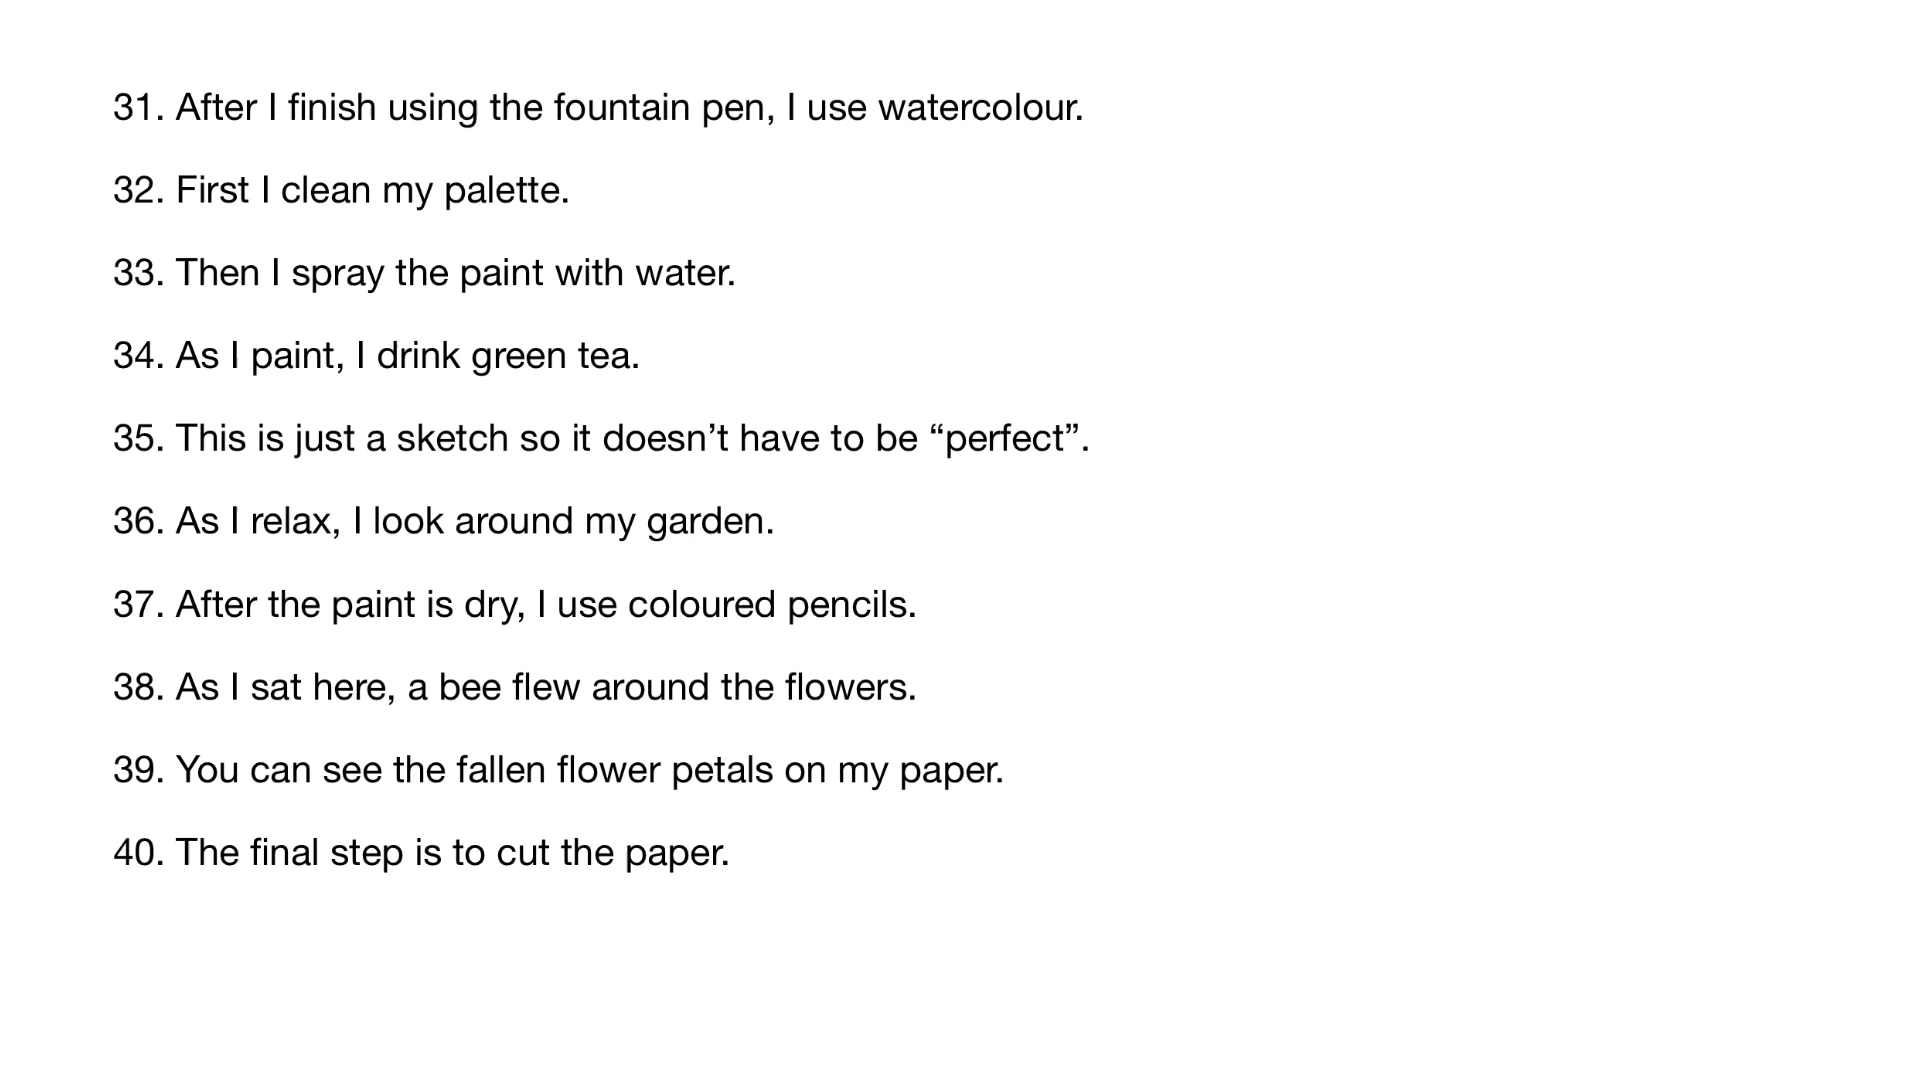 31. After I finish using the fountain pen, I use watercolour.
32. First I clean my palette.
33. Then I spray the paint with water.
34. As I paint, I drink green tea.
35. This is just a sketch so it doesn’t have to be “perfect”.
36. As I relax, I look around my garden.
37. After the paint is dry, I use coloured pencils.
38. As I sat here, a bee flew around the flowers.
39. You can see the fallen flower petals on my paper.
40. The final step is to cut the paper.